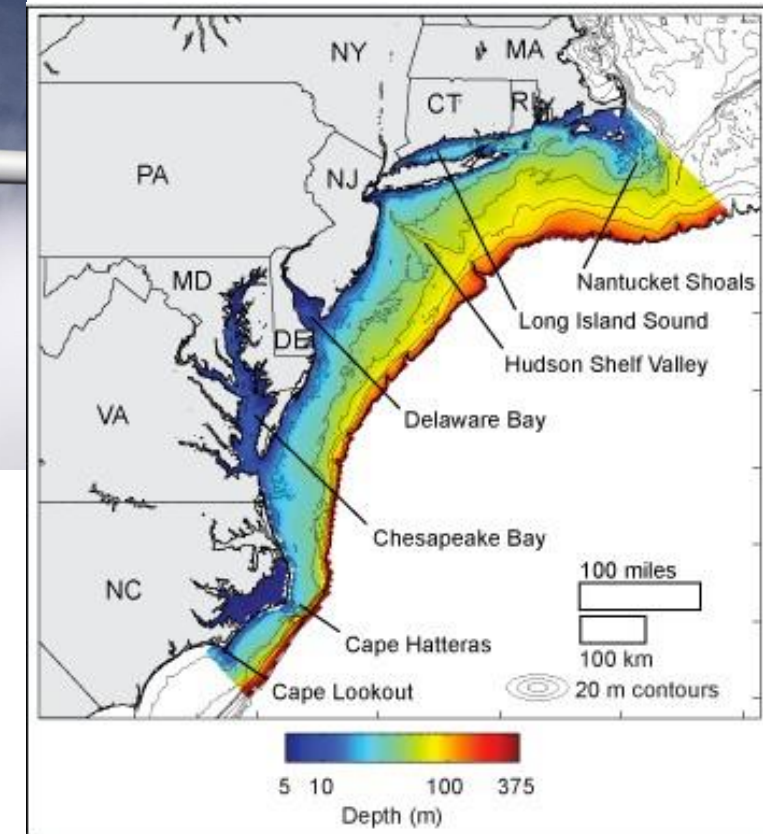 NY
MA
CT
RI
PA
NJ
MD
DE
Nantucket Shoals
Long Island Sound
Hudson Shelf Valley
VA
Delaware Bay
Chesapeake Bay
100 miles
NC
Cape Hatteras
100 km
Cape Lookout
20 m contours
5 10 100 375
Depth (m)